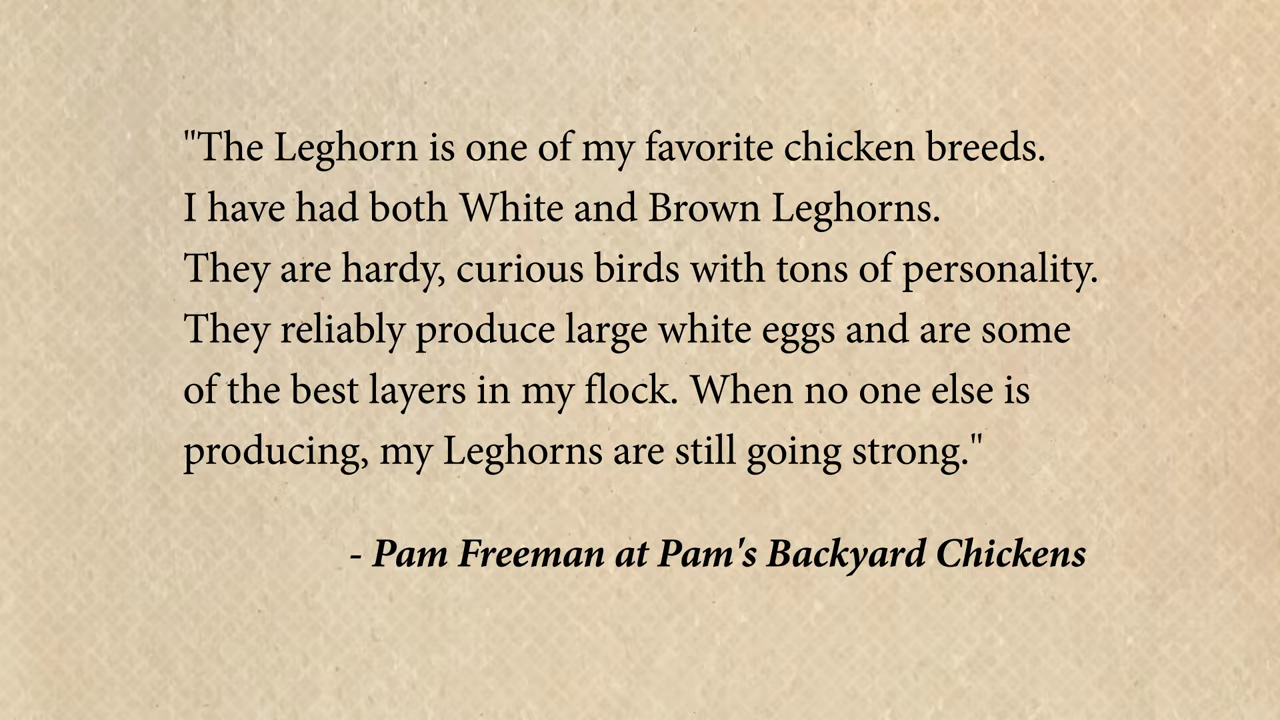 "The Leghorn is one of my favorite chicken breeds.
I have had both White and Brown Leghorns.
They are hardy, curious birds with tons of personality.
They reliably produce large white eggs and are some
of the best layers in my flock. When no one else is
producing, my Leghorns are still going strong."
- Pam Freeman at Pam's Backyard Chickens